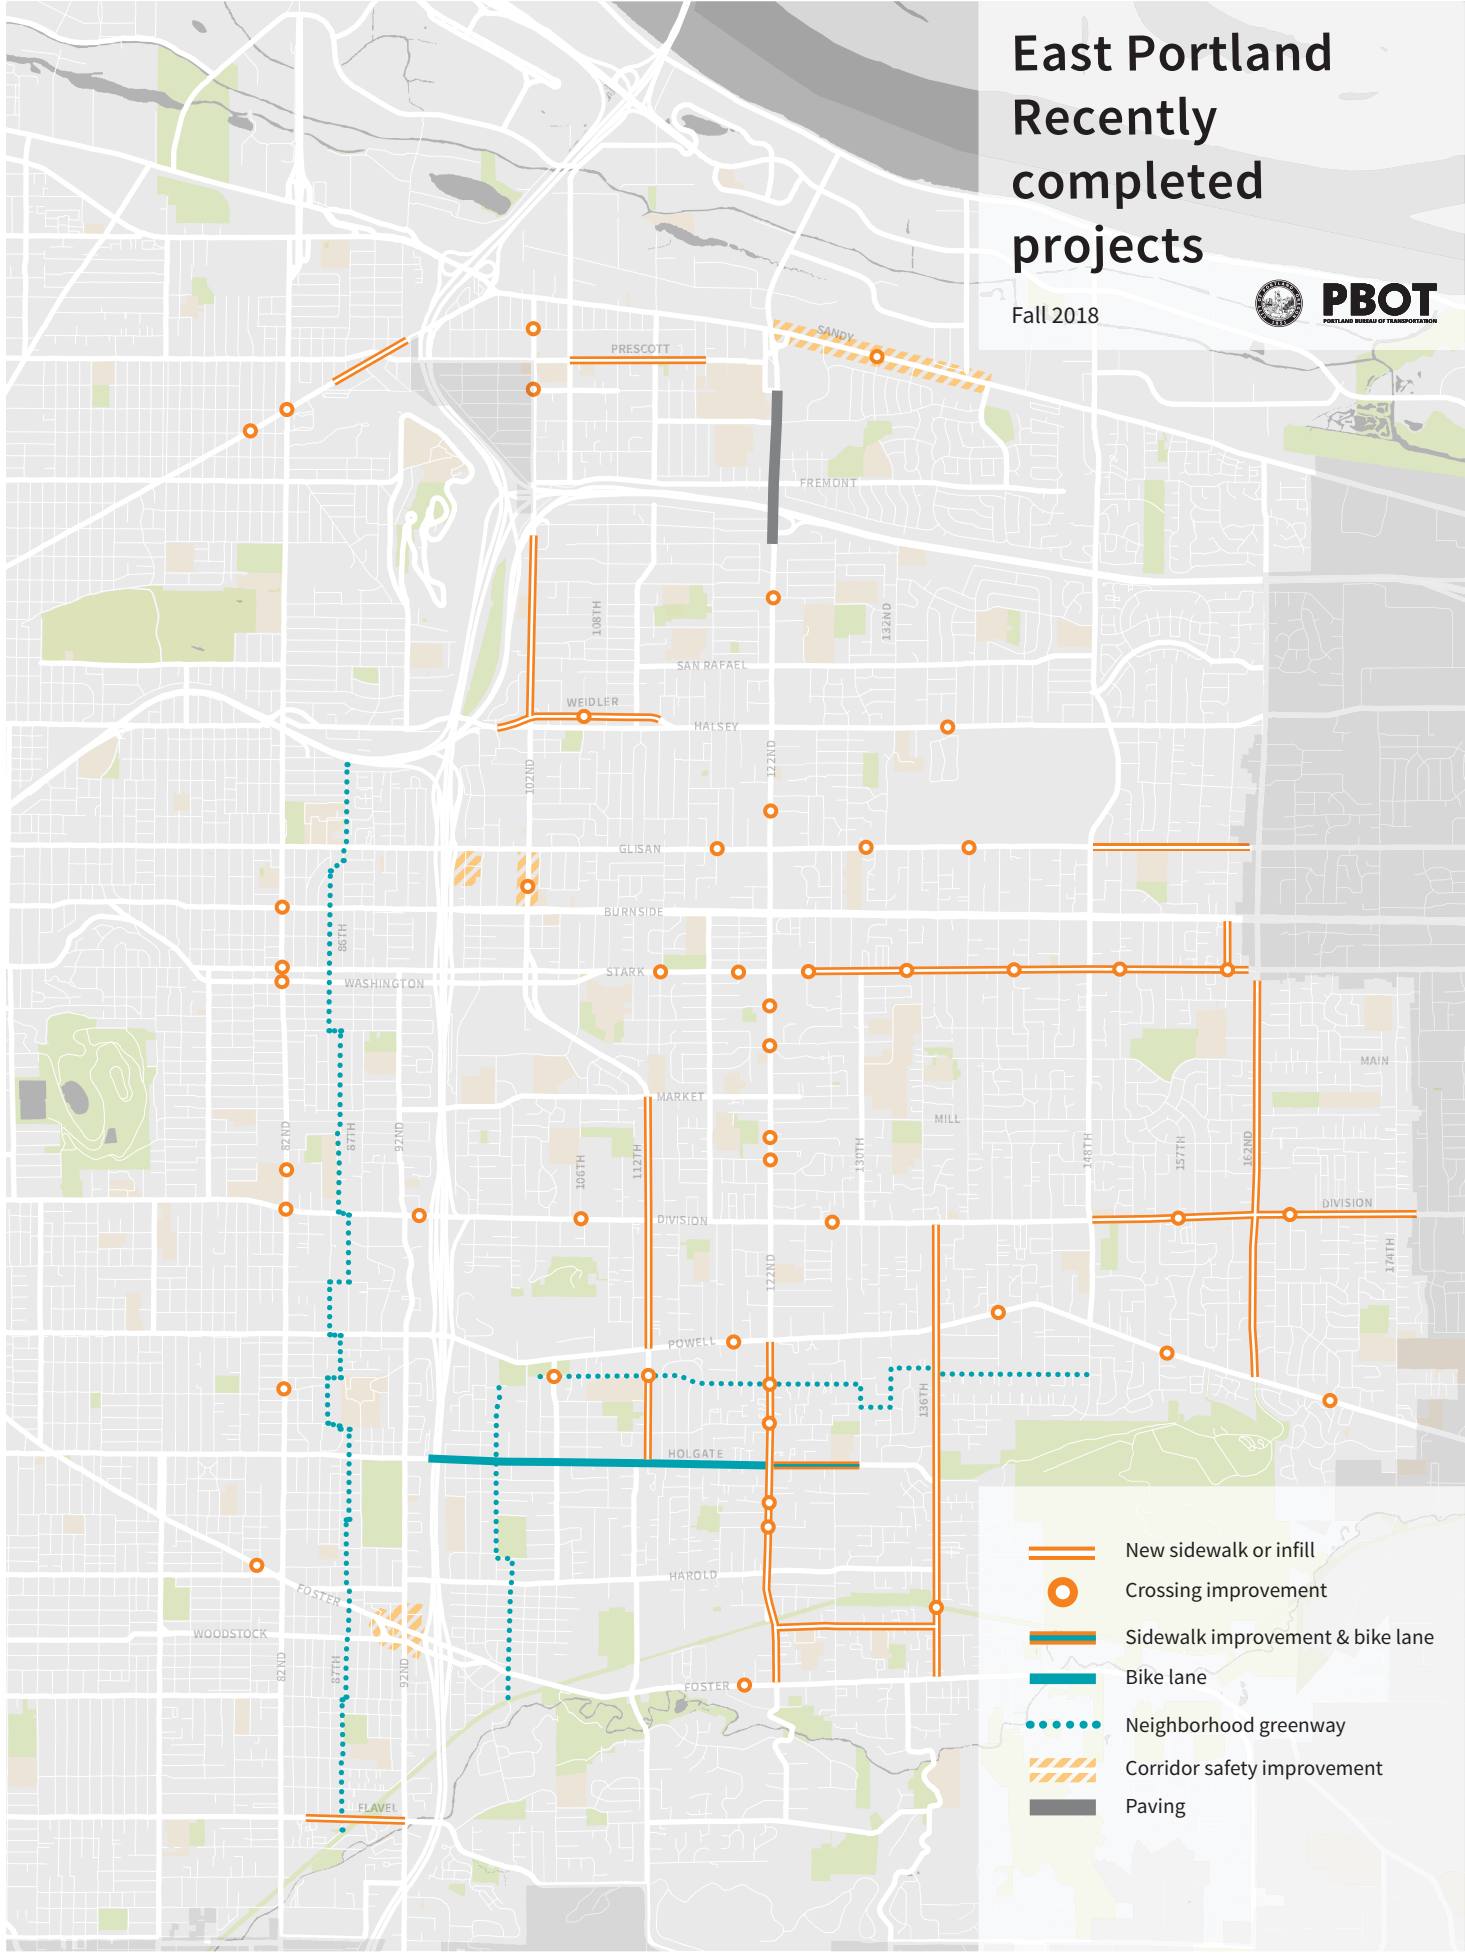 East Portland
Recently
completed
projects
Fall 2018
PBOT
PORTLAND BUREAU OF TRANSPORTATION
SANDY
PRESCOTT
FREMONT
108TH
132ND
SAN RAFAEL
WEIDLER
HALSEY
102ND
122ND
GLISAN
BURNSIDE
86TH
STARK
WASHINGTON
MAIN
MARKET
MILL
82ND
87TH
92ND
106TH
112TH
130TH
148TH
157TH
162ND
DIVISION
DIVISION
122ND
174TH
POWELL
136TH
HOLGATE
HAROLD
FOSTER
WOODSTOCK
82ND
87TH
92ND
FOSTER
FLAVEL
New sidewalk or infill
Crossing improvement
Sidewalk improvement & bike lane
Bike lane
Neighborhood greenway
Corridor safety improvement
Paving